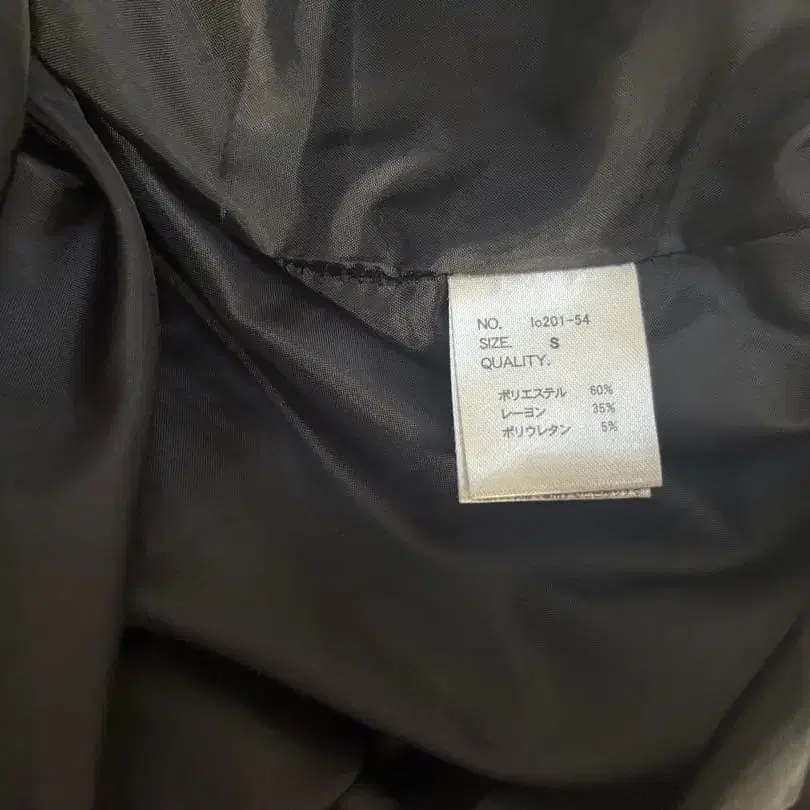 NO. lo201-54
SIZE. S
QUALITY.
ポリエステル 60%
レーヨン 35%
ポリウレタン 5%